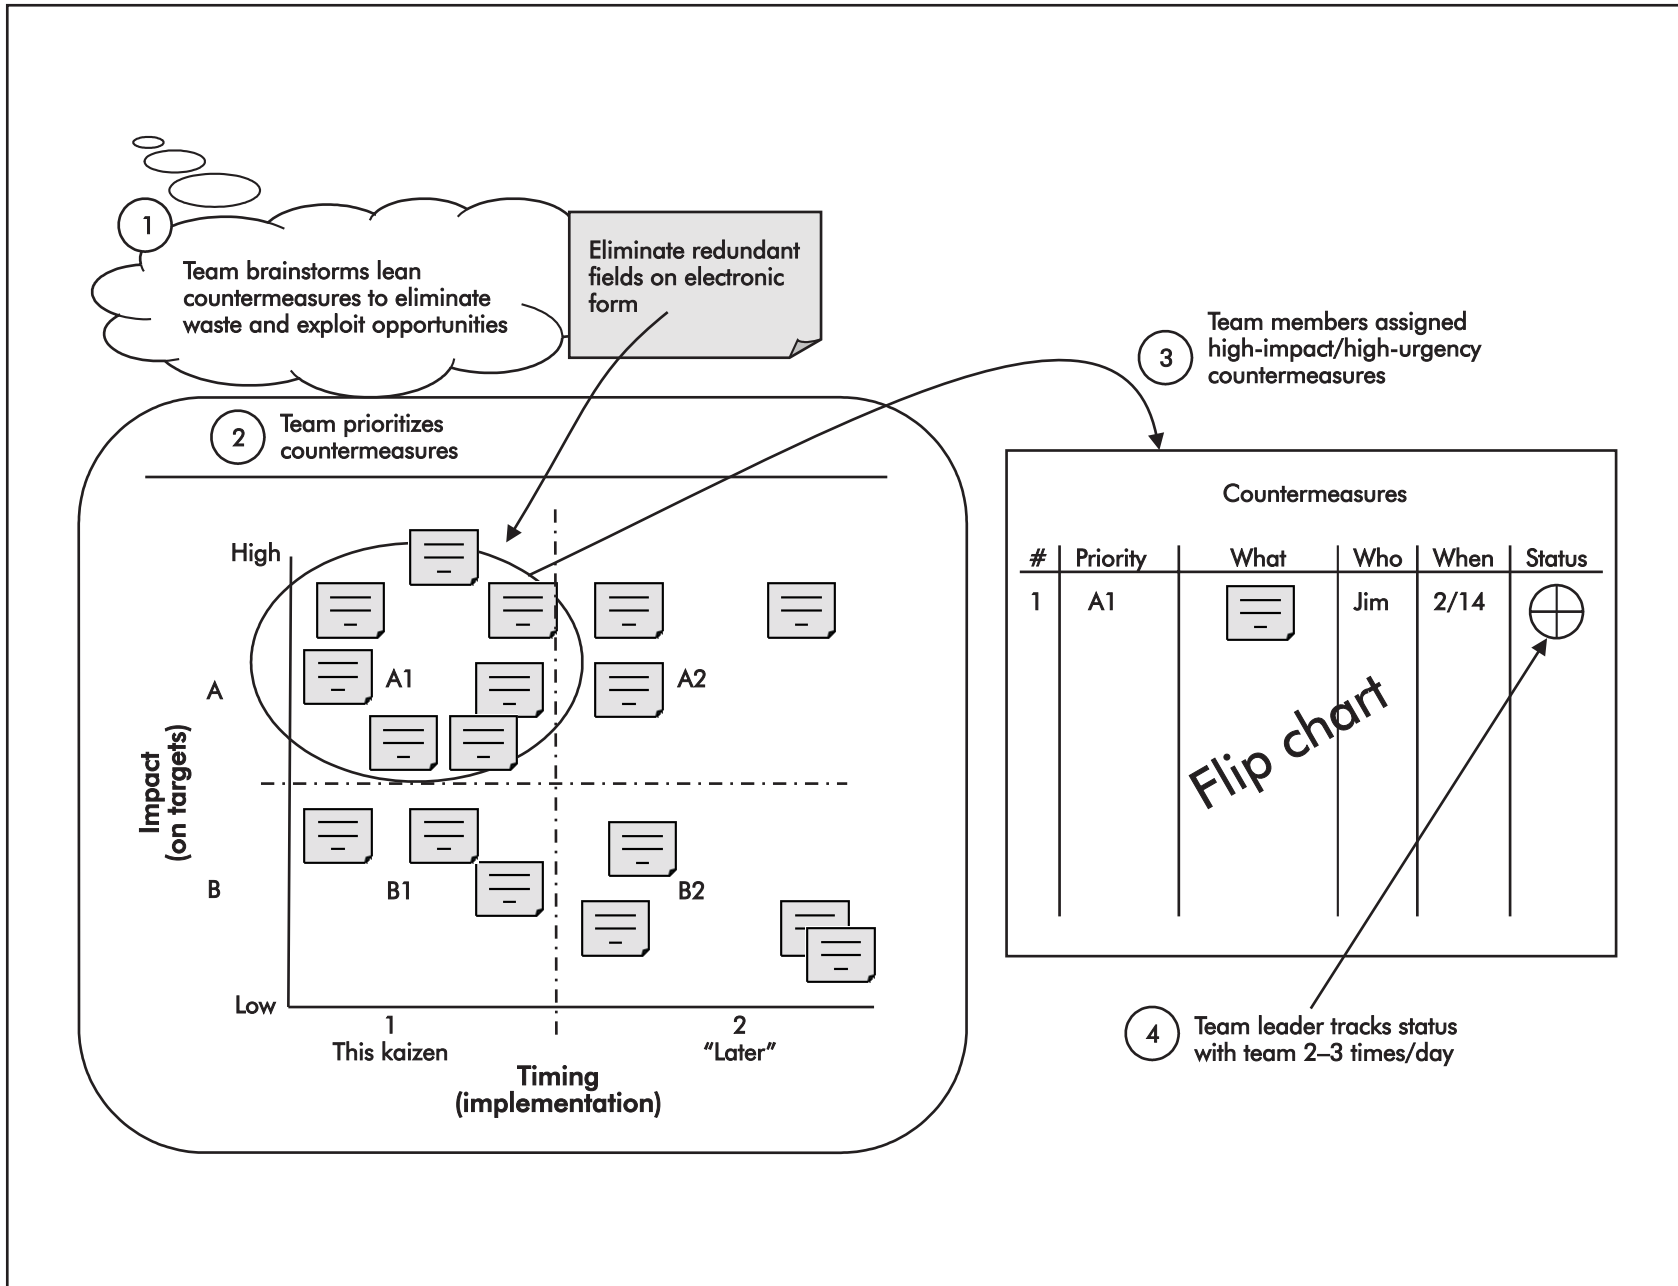 1
Team brainstorms lean
countermeasures to eliminate
waste and exploit opportunities
Eliminate redundant
fields on electronic
form
2
Team prioritizes
countermeasures
High
A
A1
A2
Impact
(on targets)
B
B1
B2
Low
1
2
This kaizen
“Later”
Timing
(implementation)
3
Team members assigned
high-impact/high-urgency
countermeasures
Countermeasures
# Priority What Who When Status
1 A1 Jim 2/14
Flip chart
4
Team leader tracks status
with team 2–3 times/day